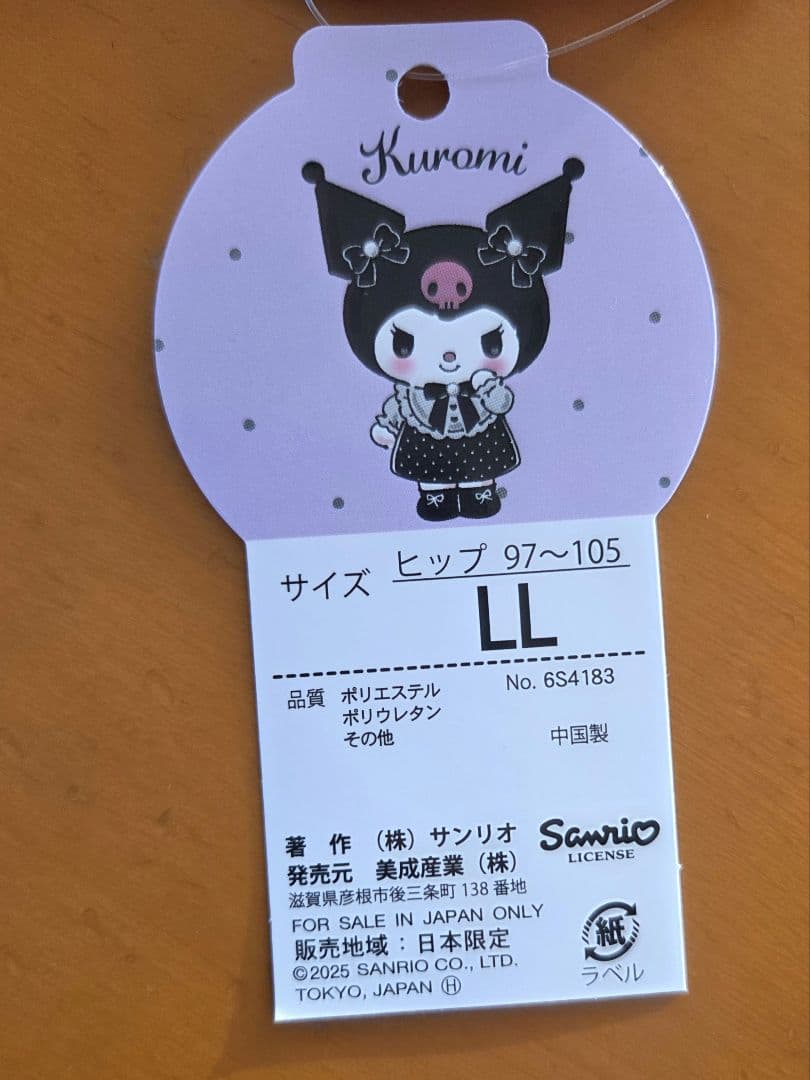 Kuromi
サイズ ヒップ 97〜105
LL
品質 ポリエステル
ポリウレタン
その他
No. 6S4183
中国製
著 作 （株）サンリオ
発売元 美成産業（株）
滋賀県彦根市後三条町 138 番地
FOR SALE IN JAPAN ONLY
販売地域：日本限定
©2025 SANRIO CO., LTD.
TOKYO, JAPAN Ⓗ
Sanrio
LICENSE
紙
ラベル